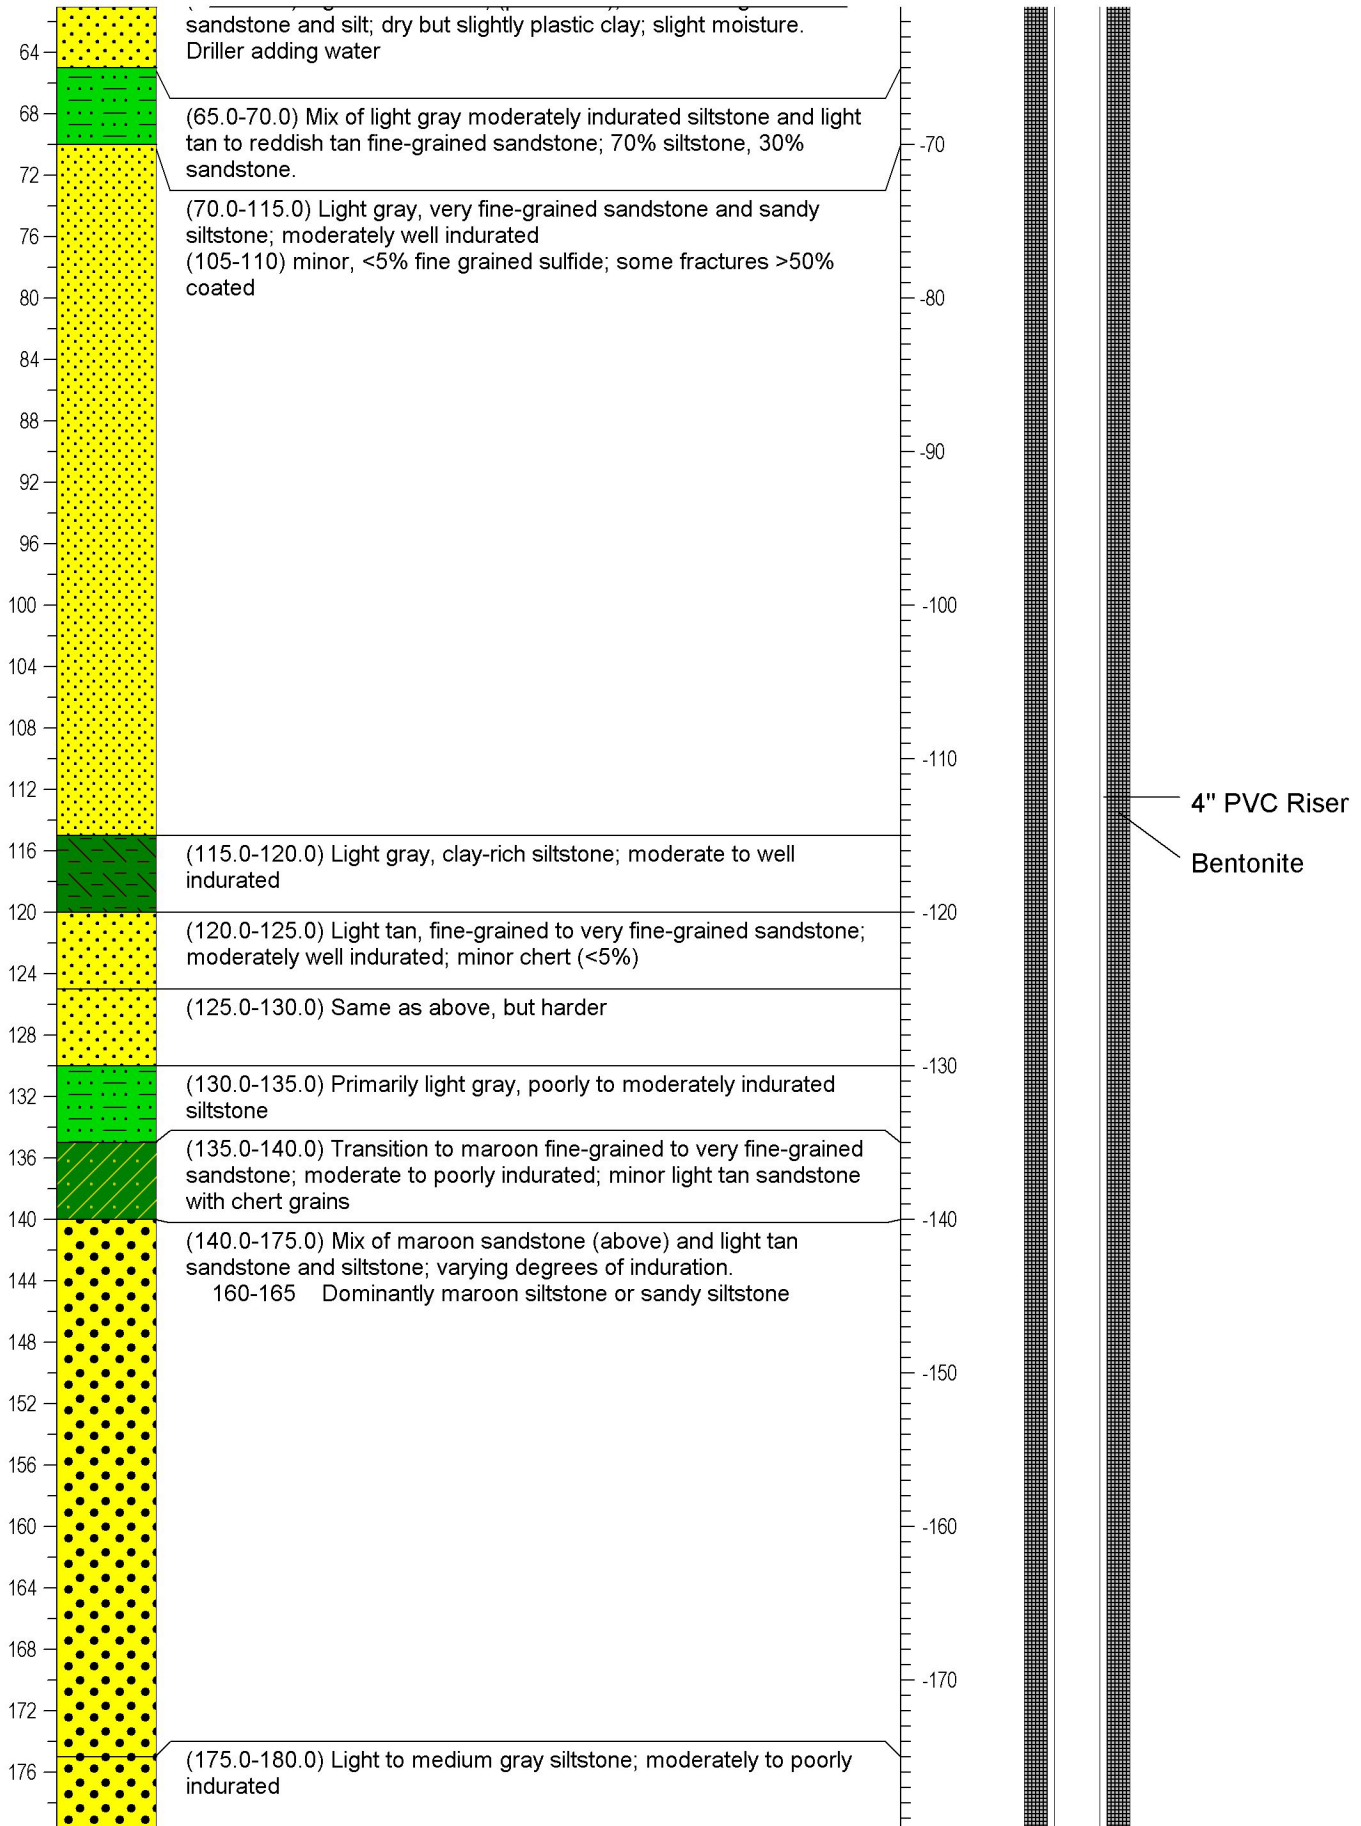 sandstone and silt; dry but slightly plastic clay; slight moisture.
Driller adding water
(65.0-70.0) Mix of light gray moderately indurated siltstone and light
tan to reddish tan fine-grained sandstone; 70% siltstone, 30%
sandstone.
(70.0-115.0) Light gray, very fine-grained sandstone and sandy
siltstone; moderately well indurated
(105-110) minor, <5% fine grained sulfide; some fractures >50%
coated
(115.0-120.0) Light gray, clay-rich siltstone; moderate to well
indurated
(120.0-125.0) Light tan, fine-grained to very fine-grained sandstone;
moderately well indurated; minor chert (<5%)
(125.0-130.0) Same as above, but harder
(130.0-135.0) Primarily light gray, poorly to moderately indurated
siltstone
(135.0-140.0) Transition to maroon fine-grained to very fine-grained
sandstone; moderate to poorly indurated; minor light tan sandstone
with chert grains
(140.0-175.0) Mix of maroon sandstone (above) and light tan
sandstone and siltstone; varying degrees of induration.
160-165 Dominantly maroon siltstone or sandy siltstone
(175.0-180.0) Light to medium gray siltstone; moderately to poorly
indurated
64
68
72
76
80
84
88
92
96
100
104
108
112
116
120
124
128
132
136
140
144
148
152
156
160
164
168
172
176
-70
-80
-90
-100
-110
-120
-130
-140
-150
-160
-170
4" PVC Riser
Bentonite